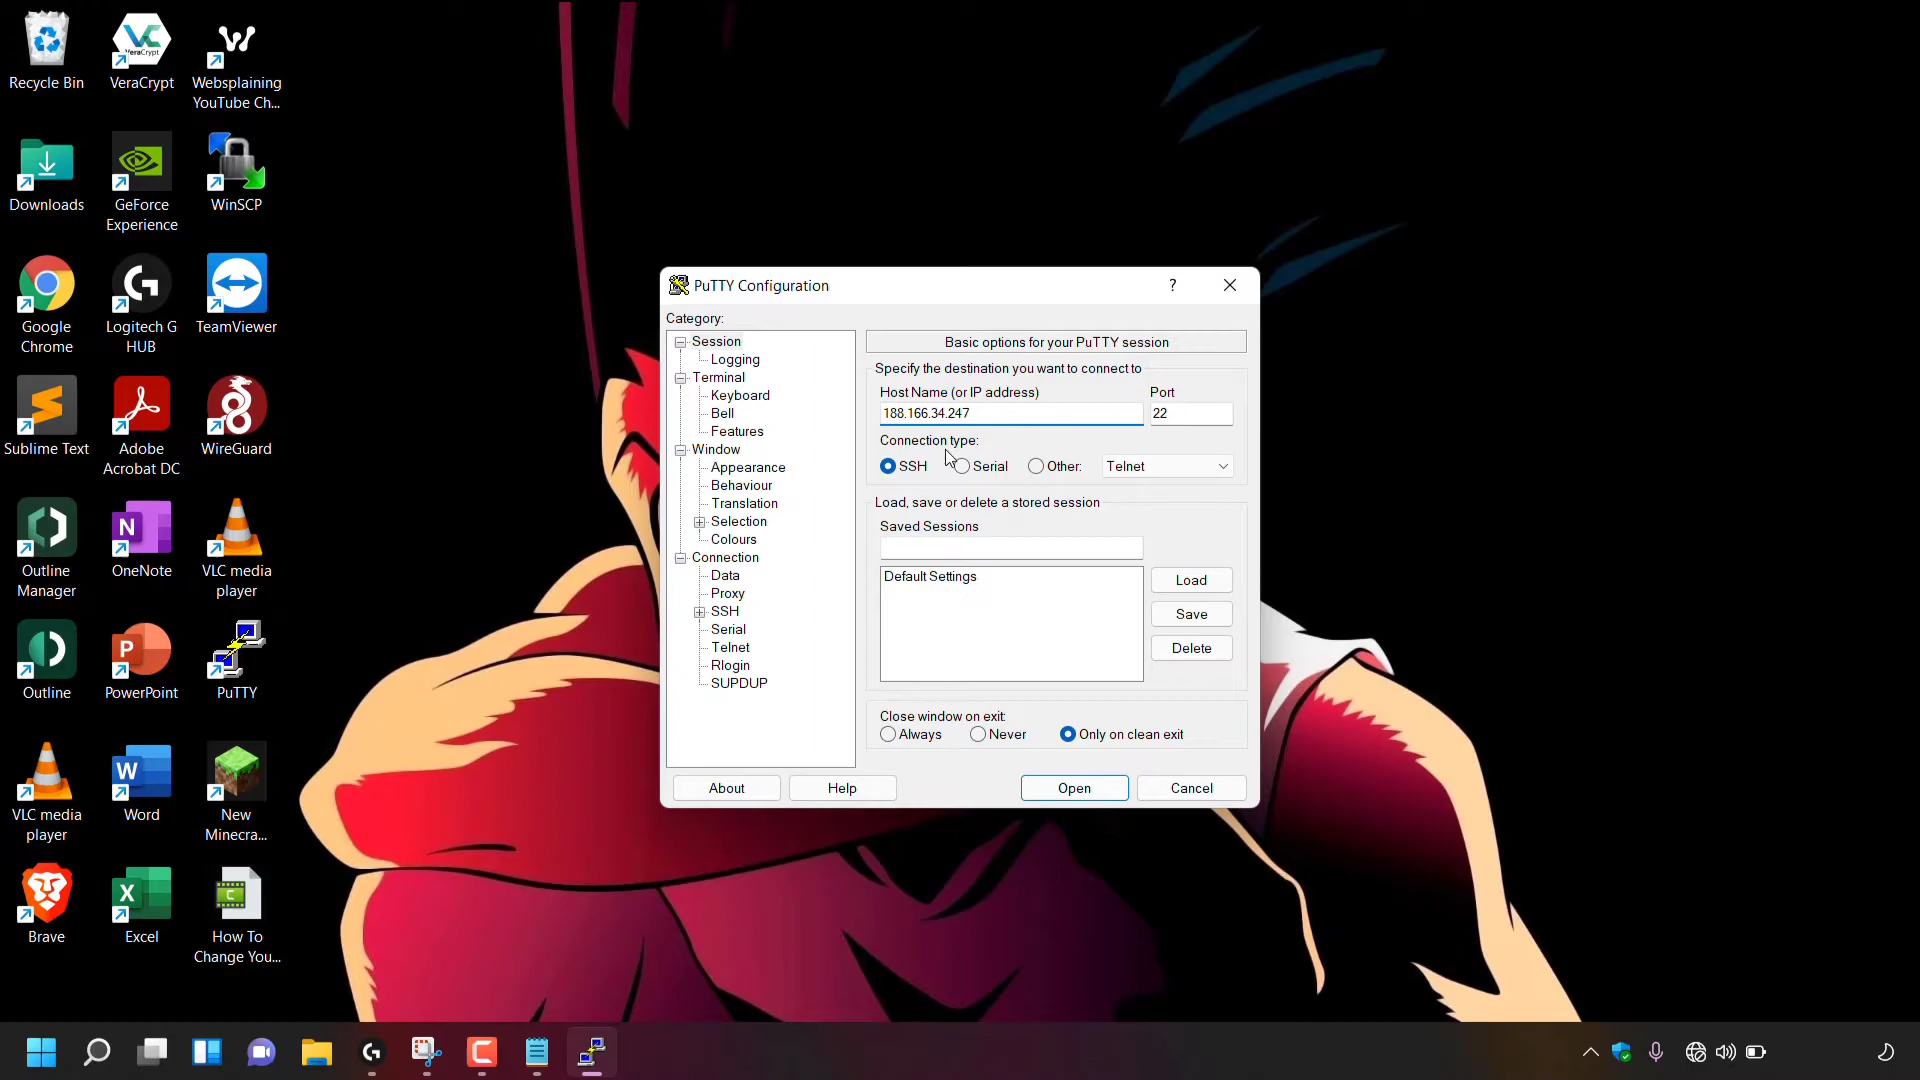 Recycle Bin
VeraCrypt
VeraCrypt
Websplaining
YouTube Ch...
Downloads
GeForce
Experience
WinSCP
Google
Chrome
Logitech G
HUB
TeamViewer
Sublime Text
Adobe
Acrobat DC
WireGuard
Outline
Manager
N
OneNote
VLC media
player
Outline
P
PowerPoint
PuTTY
VLC media
player
W
Word
New
Minecra...
Brave
X
Excel
C
How To
Change You...
PuTTY Configuration
?
Category:
Session
Logging
Terminal
Keyboard
Bell
Features
Window
Appearance
Behaviour
Translation
Selection
Colours
Connection
Data
Proxy
SSH
Serial
Telnet
Rlogin
SUPDUP
Basic options for your PuTTY session
Specify the destination you want to connect to
Host Name (or IP address)
Port
188.166.34.247
22
Connection type:
SSH
Serial
Other:
Telnet
Load, save or delete a stored session
Saved Sessions
Default Settings
Load
Save
Delete
Close window on exit:
Always
Never
Only on clean exit
About
Help
Open
Cancel